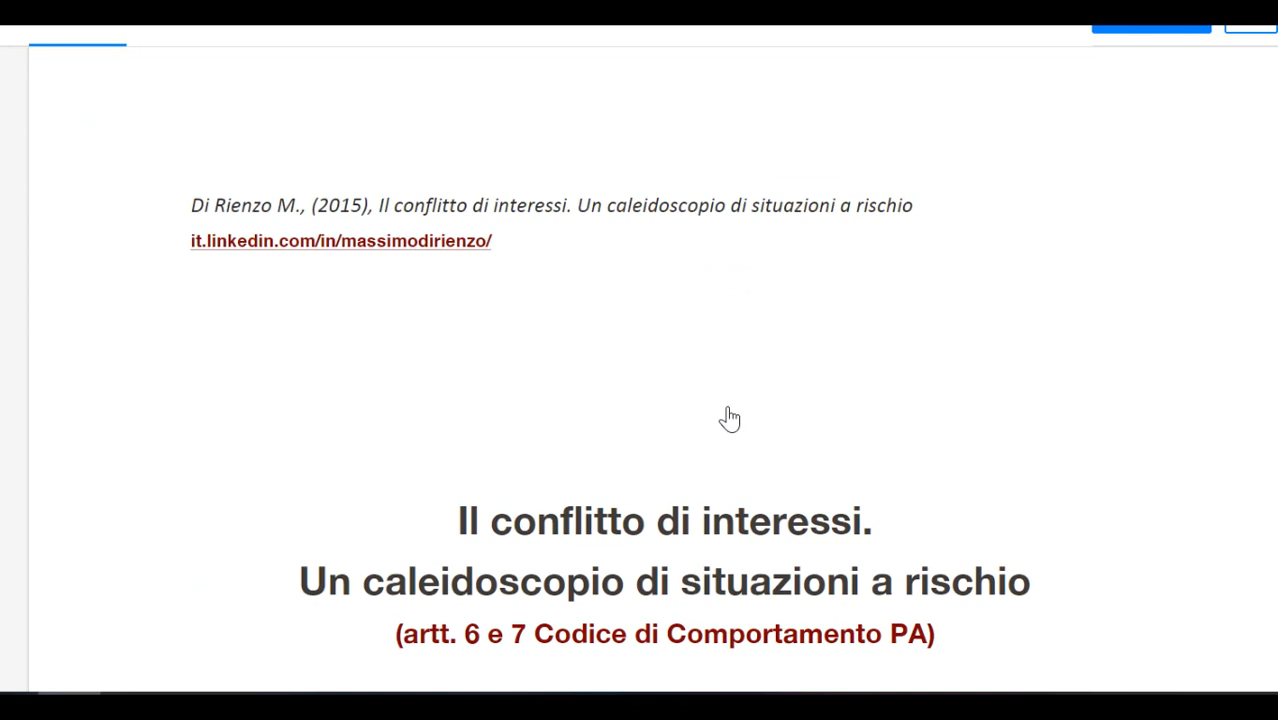 Di Rienzo M., (2015), Il conflitto di interessi. Un caleidoscopio di situazioni a rischio
it.linkedin.com/in/massimodirienzo/
Il conflitto di interessi.
Un caleidoscopio di situazioni a rischio
(artt. 6 e 7 Codice di Comportamento PA)